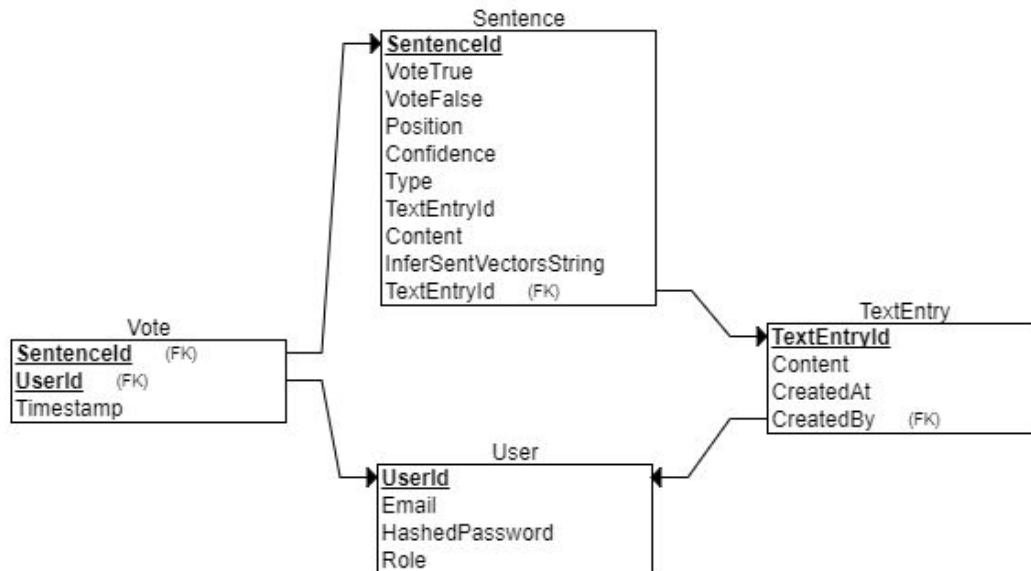 Sentence
SentenceId
VoteTrue
VoteFalse
Position
Confidence
Type
TextEntryId
Content
InferSentVectorsString
TextEntryId (FK)
Vote
SentenceId (FK)
UserId (FK)
Timestamp
TextEntry
TextEntryId
Content
CreatedAt
CreatedBy (FK)
User
UserId
Email
HashedPassword
Role